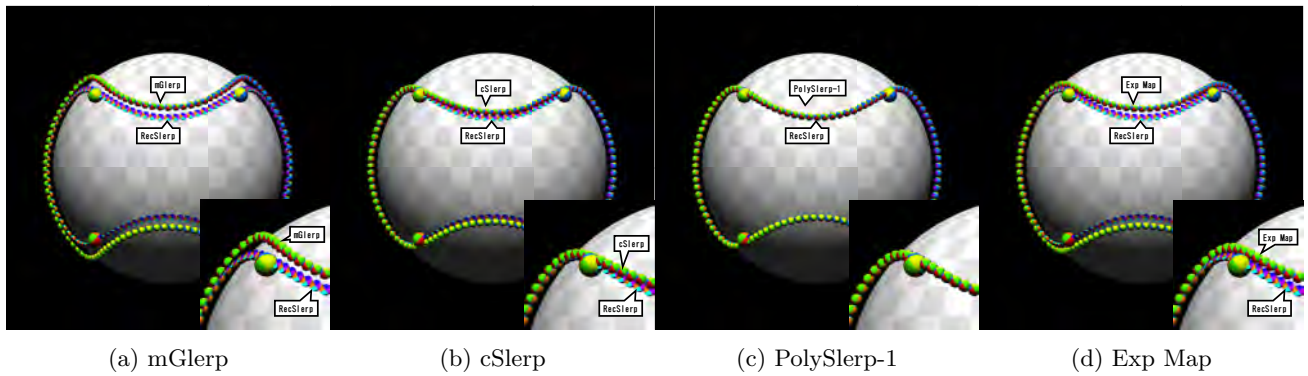 mGlerp
RecSlerp
mGlerp
RecSlerp
cSlerp
RecSlerp
cSlerp
RecSlerp
PolySlerp-1
RecSlerp
Exp Map
RecSlerp
Exp Map
RecSlerp
(a) mGlerp
(b) cSlerp
(c) PolySlerp-1
(d) Exp Map